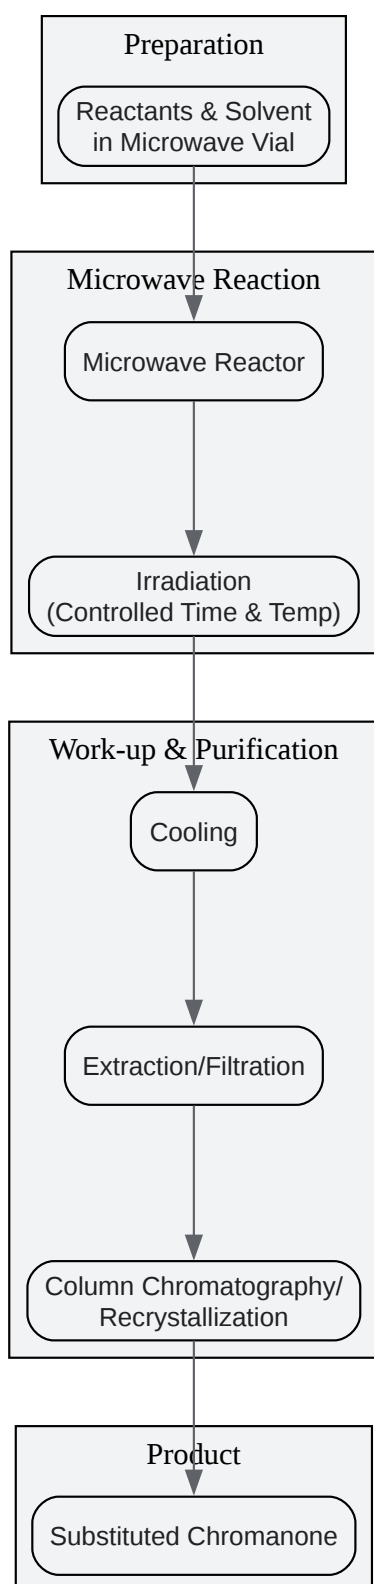 Preparation
Reactants & Solvent
in Microwave Vial
Microwave Reaction
Microwave Reactor
Irradiation
(Controlled Time & Temp)
Work-up & Purification
Cooling
Extraction/Filtration
Column Chromatography/
Recrystallization
Product
Substituted Chromanone